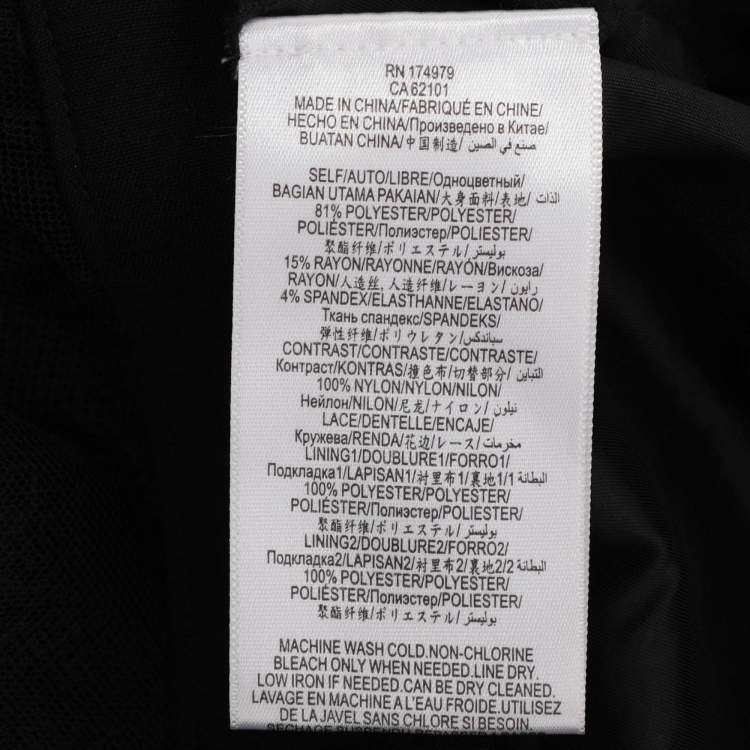 RN 174979
CA 62101
MADE IN CHINA/FABRIQUÉ EN CHINE/
HECHO EN CHINA/Произведено в Китае/
BUATAN CHINA/中国制造/ صنع في الصين
SELF/AUTO/LIBRE/Одноцветный/
BAGIAN UTAMA PAKAIAN/大身面料/表地/ الذات
81% POLYESTER/POLYESTER/
POLIÉSTER/Полиэстер/POLYESTER/
聚酯纤维/ポリエステル/بوليستر
15% RAYON/RAYONNE/RAYÓN/Вискоза/
RAYON/人造丝, 人造纤维/レーヨン/ رايون
4% SPANDEX/ELASTHANNE/ELASTANO/
Ткань спандекс/SPANDEKS/
弹性纤维/ポリウレタン/سباندكس
CONTRAST/CONTRASTE/CONTRASTE/
Контраст/KONTRAS/撞色布/切替部分/ التباين
100% NYLON/NYLON/NILON/
Нейлон/NILON/尼龙/ナイロン/ نيلون
LACE/DENTELLE/ENCAJE/
Кружева/RENDA/花边/レース/ مخرمات
LINING1/DOUBLURE1/FORRO1/
Подкладка1/LAPISAN1/衬里布1/裏地1/ البطانة1
100% POLYESTER/POLYESTER/
POLIÉSTER/Полиэстер/POLYESTER/
聚酯纤维/ポリエステル/بوليستر
LINING2/DOUBLURE2/FORRO2/
Подкладка2/LAPISAN2/衬里布2/裏地2/ البطانة2
100% POLYESTER/POLYESTER/
POLIÉSTER/Полиэстер/POLYESTER/
聚酯纤维/ポリエステル/بوليستر
MACHINE WASH COLD.NON-CHLORINE
BLEACH ONLY WHEN NEEDED.LINE DRY.
LOW IRON IF NEEDED.CAN BE DRY CLEANED.
LAVAGE EN MACHINE A L'EAU FROIDE.UTILISEZ
DE LA JAVEL SANS CHLORE SI BESOIN.